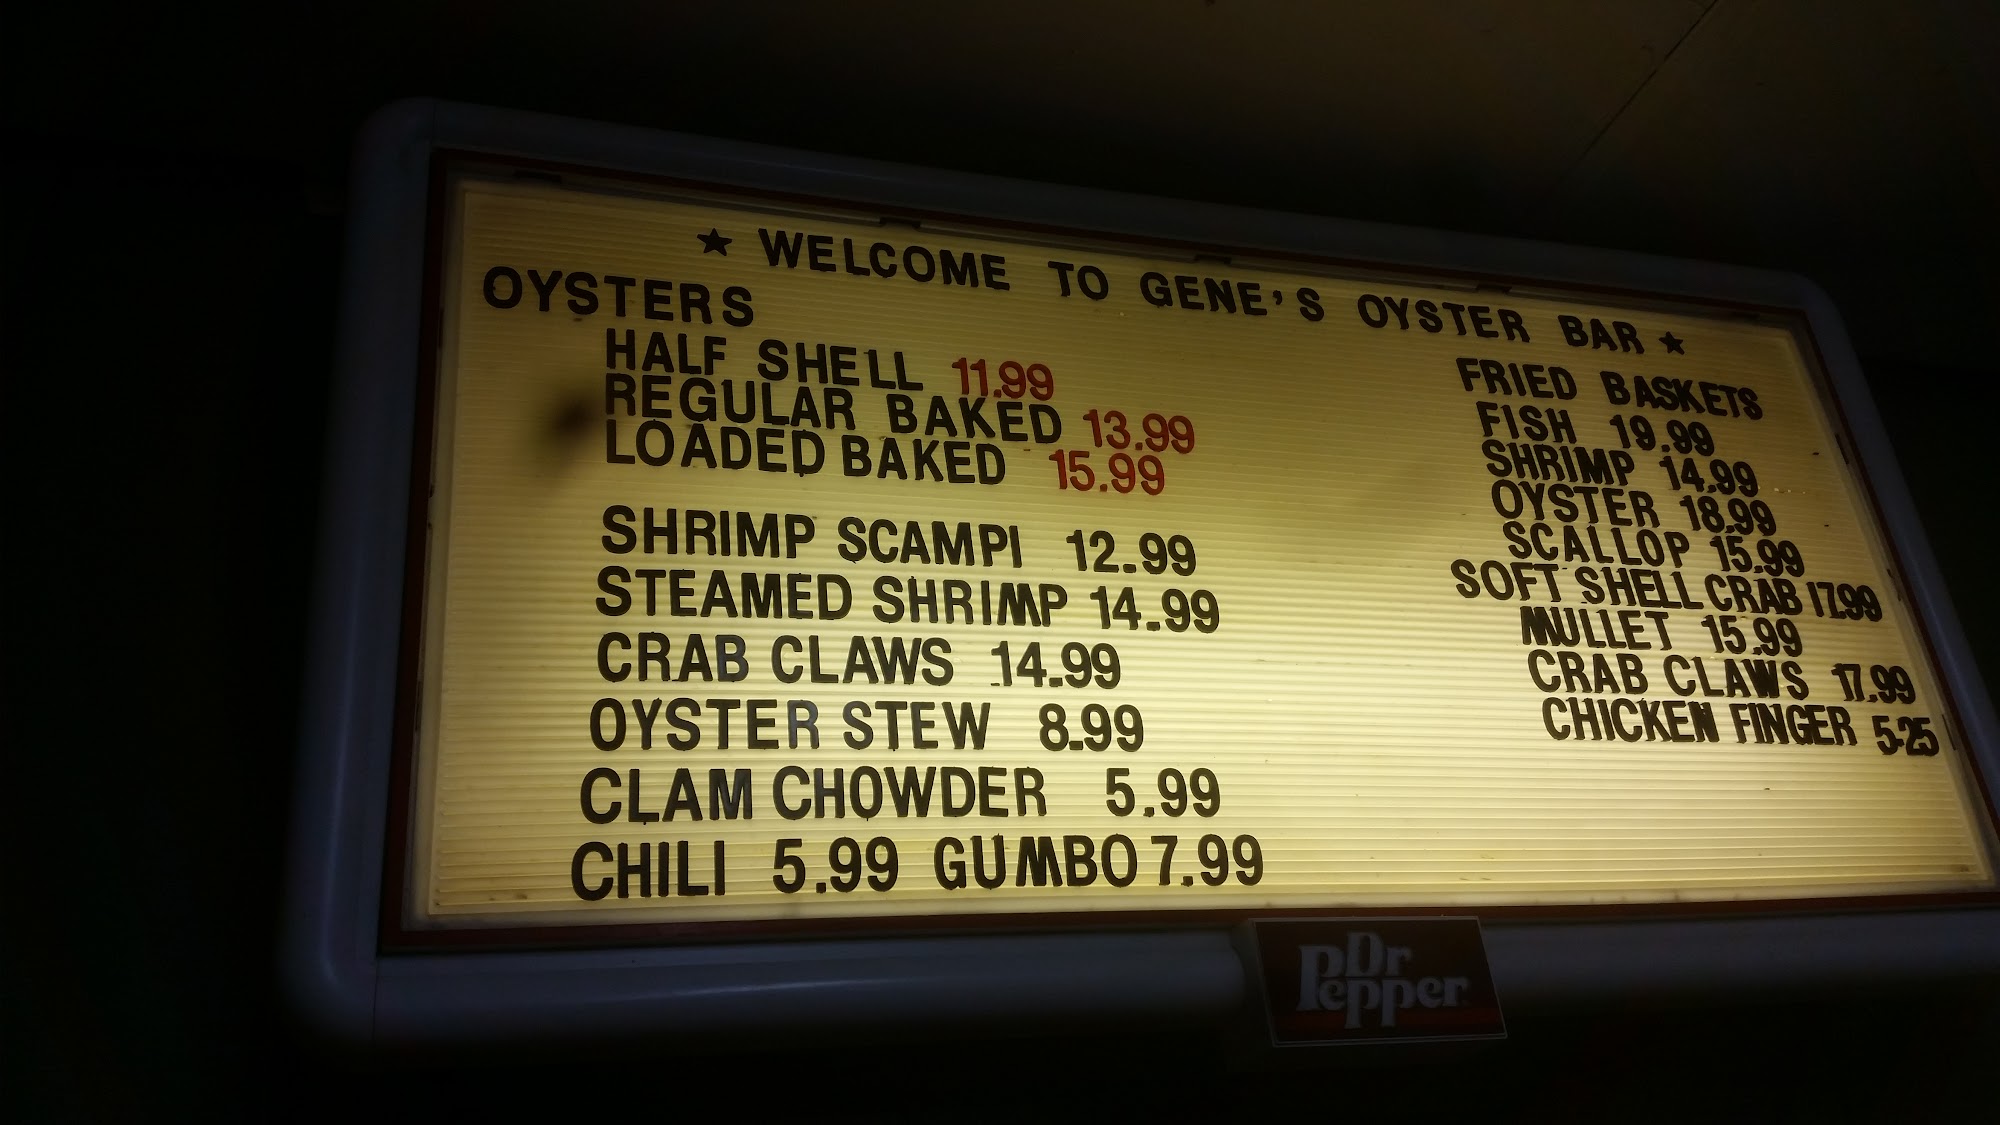 ★ WELCOME TO GENE'S OYSTER BAR ★
OYSTERS
HALF SHELL 11.99
REGULAR BAKED 13.99
LOADED BAKED 15.99
SHRIMP SCAMPI 12.99
STEAMED SHRIMP 14.99
CRAB CLAWS 14.99
OYSTER STEW 8.99
CLAM CHOWDER 5.99
CHILI 5.99 GUMBO 7.99
FRIED BASKETS
FISH 19.99
SHRIMP 14.99
OYSTER 18.99
SCALLOP 15.99
SOFT SHELL CRAB 17.99
MULLET 15.99
CRAB CLAWS 17.99
CHICKEN FINGER 5-25
Dr
Pepper